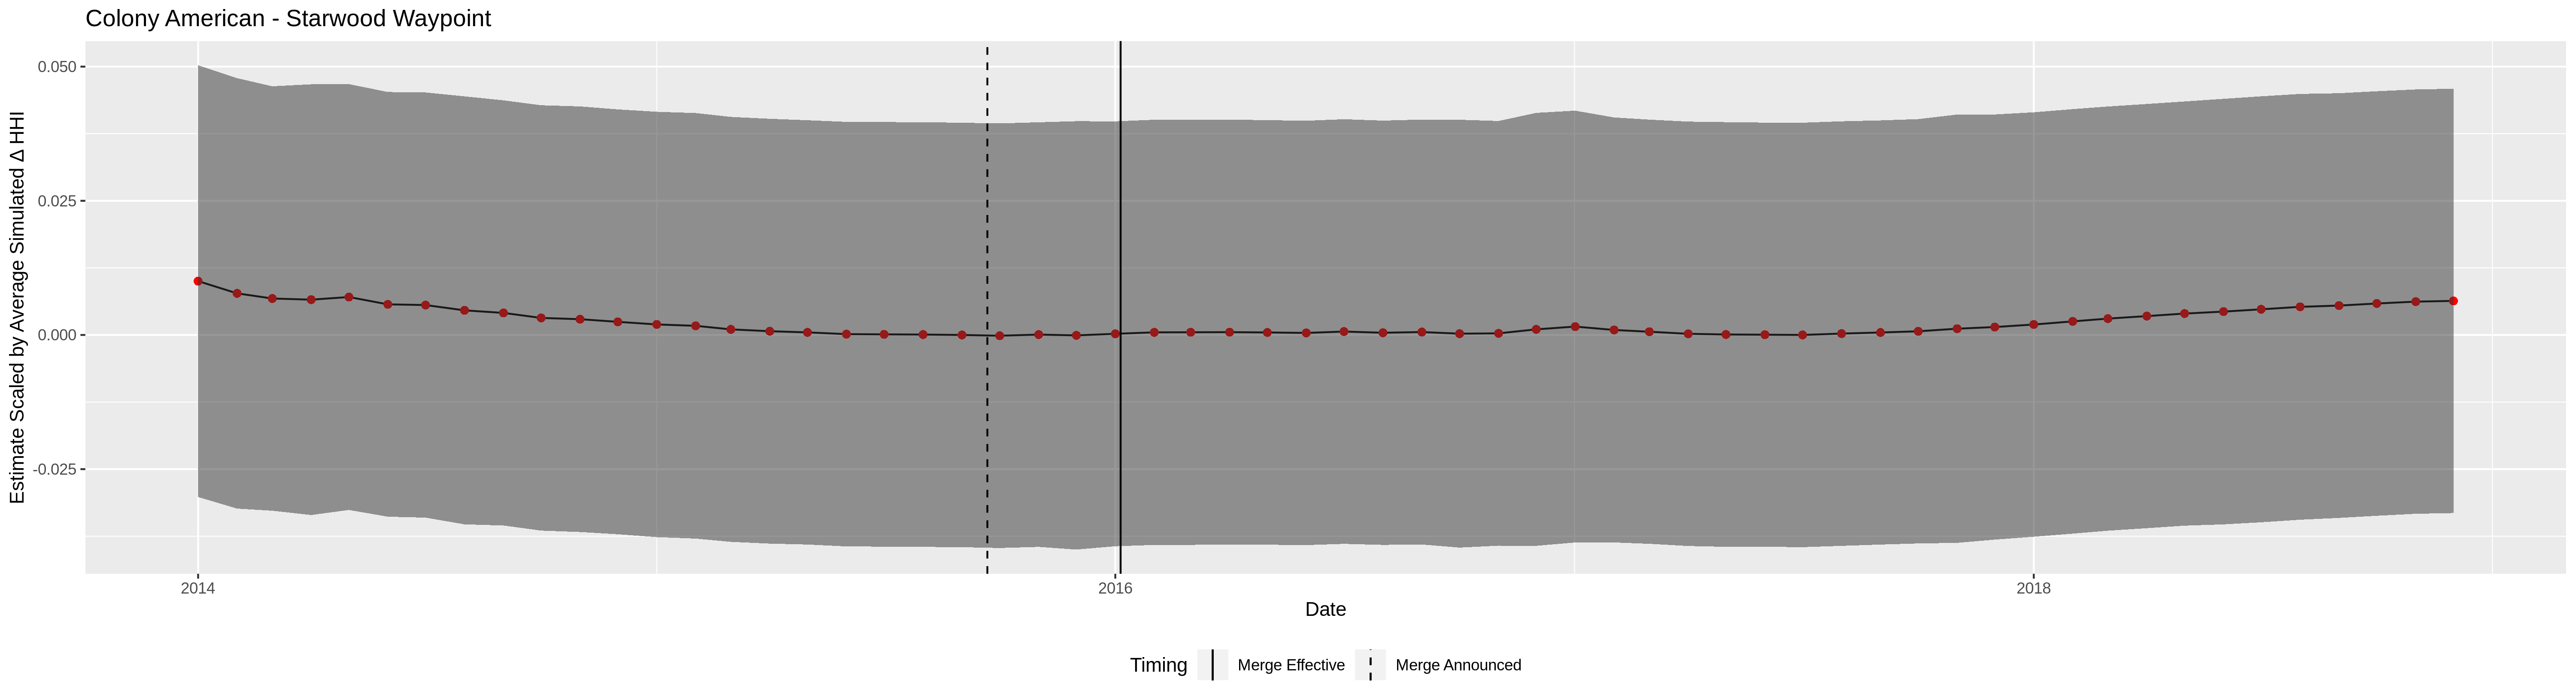 Colony American - Starwood Waypoint
Estimate Scaled by Average Simulated Δ HHI
0.050
0.025
0.000
-0.025
2014
2016
2018
Date
Timing
Merge Effective
Merge Announced